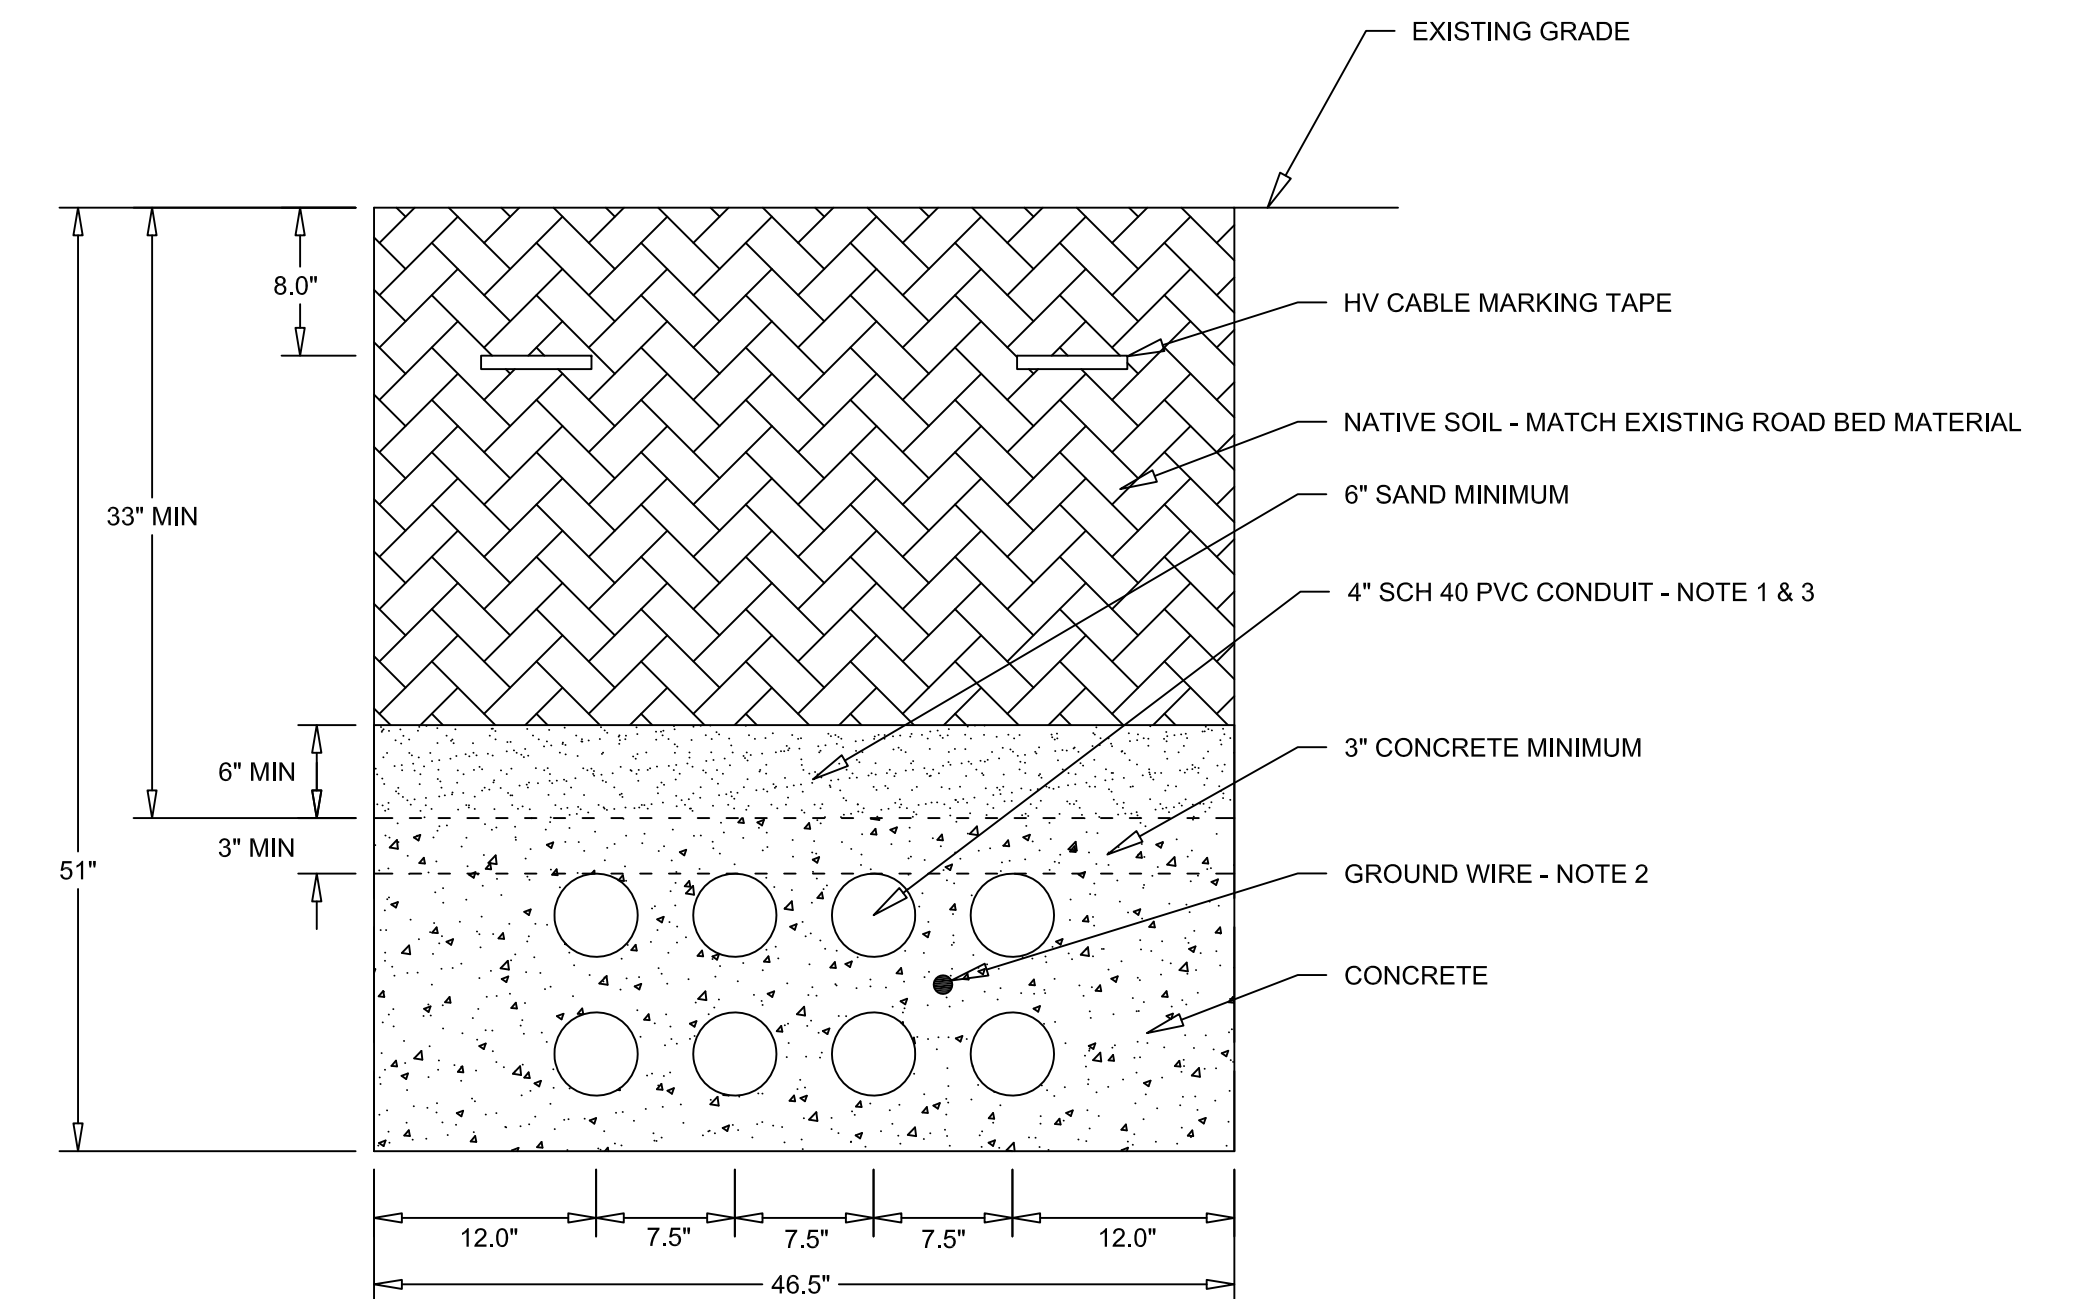 EXISTING GRADE
8.0"
HV CABLE MARKING TAPE
NATIVE SOIL - MATCH EXISTING ROAD BED MATERIAL
6" SAND MINIMUM
33" MIN
4" SCH 40 PVC CONDUIT - NOTE 1 & 3
3" CONCRETE MINIMUM
6" MIN
3" MIN
51"
GROUND WIRE - NOTE 2
CONCRETE
12.0" 7.5" 7.5" 7.5" 12.0"
46.5"